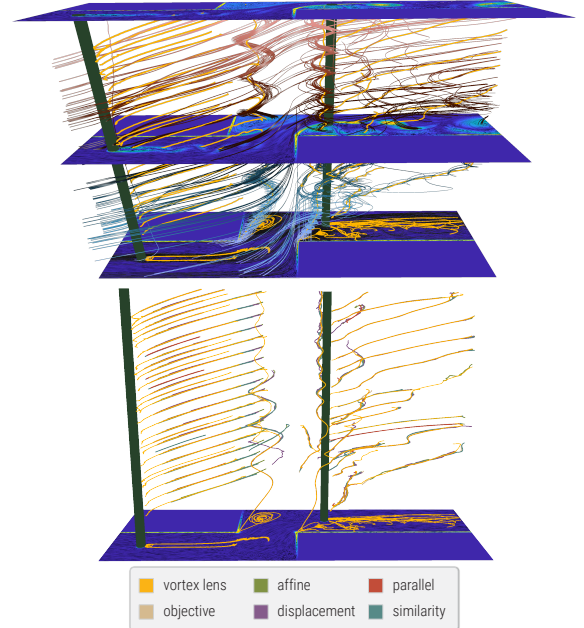 vortex lens affine parallel
objective displacement similarity